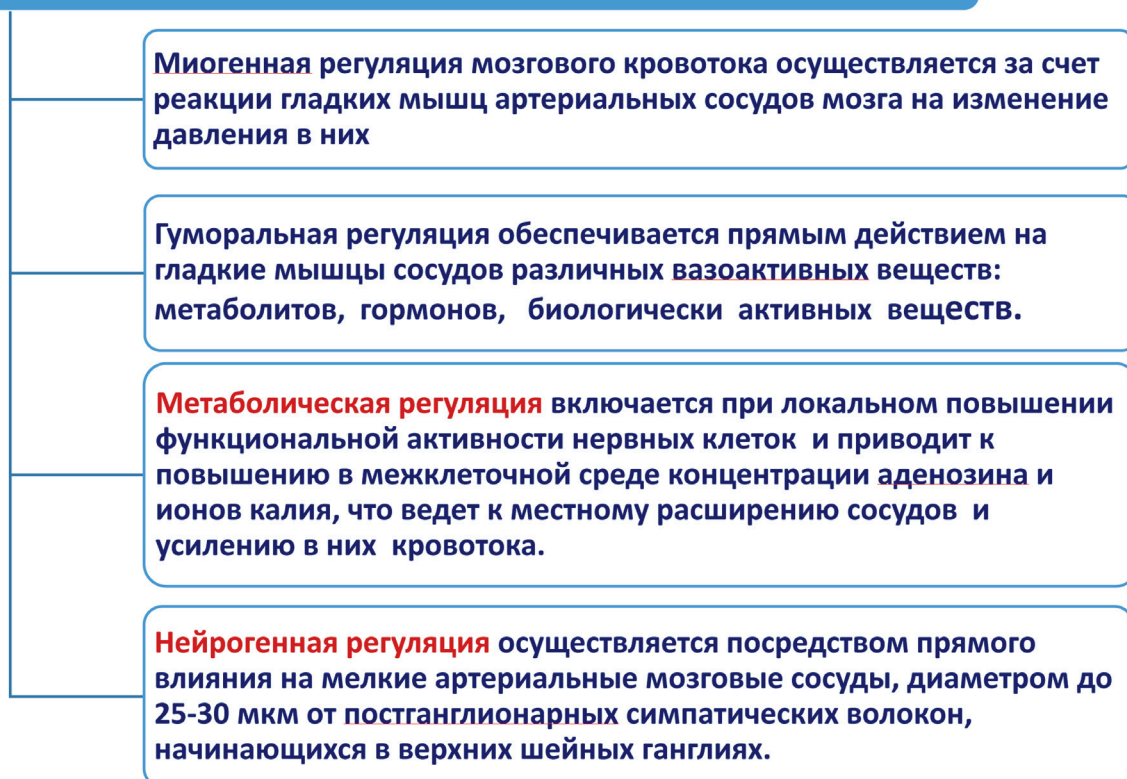 Миогенная регуляция мозгового кровотока осуществляется за счет
реакции гладких мышц артериальных сосудов мозга на изменение
давления в них
Гуморальная регуляция обеспечивается прямым действием на
гладкие мышцы сосудов различных вазоактивных веществ:
метаболитов, гормонов, биологически активных веществ.
Метаболическая регуляция включается при локальном повышении
функциональной активности нервных клеток и приводит к
повышению в межклеточной среде концентрации аденозина и
ионов калия, что ведет к местному расширению сосудов и
усилению в них кровотока.
Нейрогенная регуляция осуществляется посредством прямого
влияния на мелкие артериальные мозговые сосуды, диаметром до
25-30 мкм от постганглионарных симпатических волокон,
начинающихся в верхних шейных ганглиях.